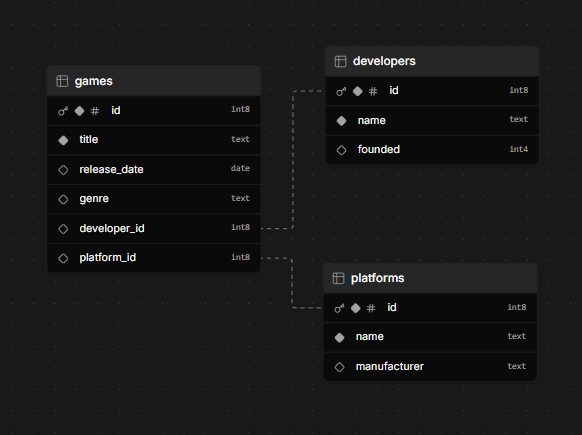 games
id int8
title text
release_date date
genre text
developer_id int8
platform_id int8
developers
id int8
name text
founded int4
platforms
id int8
name text
manufacturer text